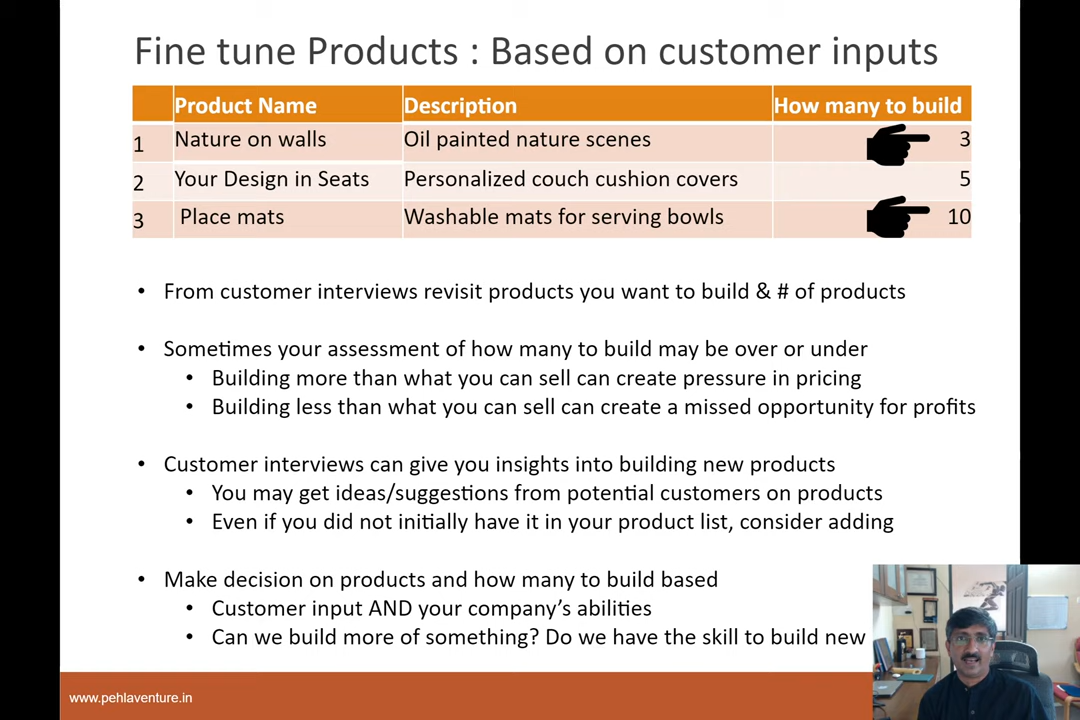 Fine tune Products : Based on customer inputs
Product Name Description How many to build
1 Nature on walls Oil painted nature scenes 3
2 Your Design in Seats Personalized couch cushion covers 5
3 Place mats Washable mats for serving bowls 10
• From customer interviews revisit products you want to build & # of products
• Sometimes your assessment of how many to build may be over or under
• Building more than what you can sell can create pressure in pricing
• Building less than what you can sell can create a missed opportunity for profits
• Customer interviews can give you insights into building new products
• You may get ideas/suggestions from potential customers on products
• Even if you did not initially have it in your product list, consider adding
• Make decision on products and how many to build based
• Customer input AND your company's abilities
• Can we build more of something? Do we have the skill to build new
www.pehlaventure.in